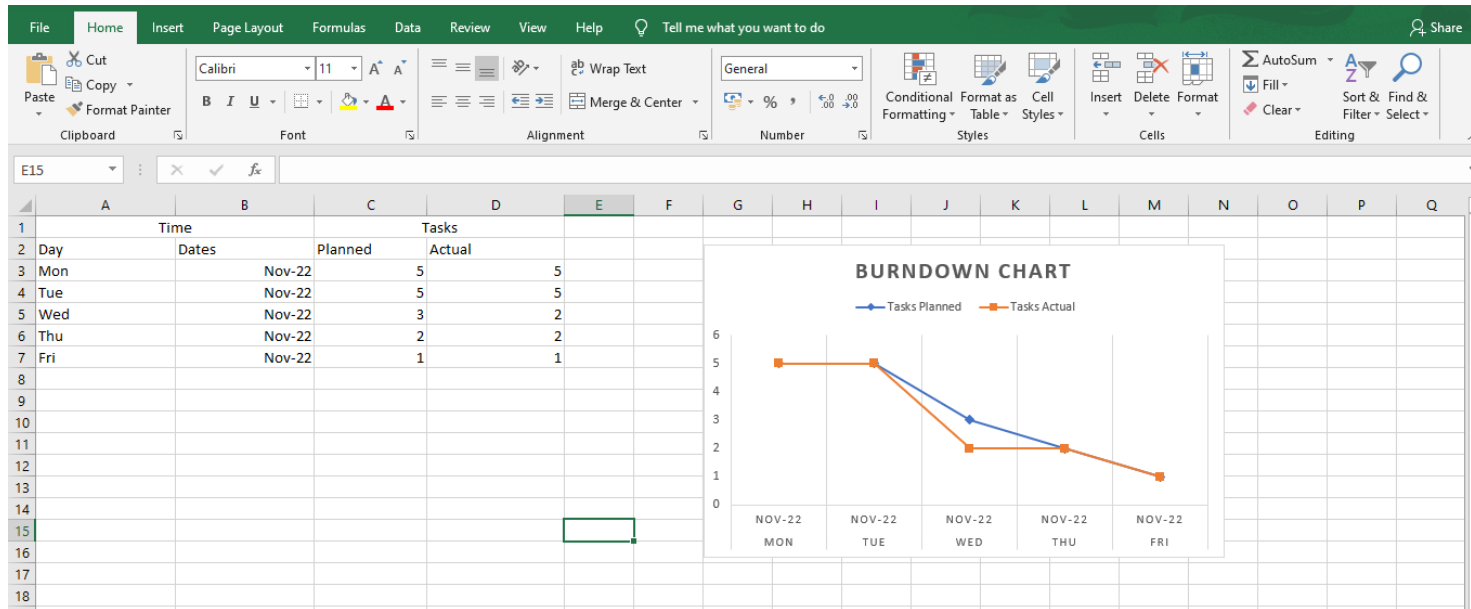 File Home Insert Page Layout Formulas Data Review View Help Tell me what you want to do Share
Paste
Cut
Copy
Format Painter
Clipboard
Calibri 11 A A
B I U A
Font
ab Wrap Text
Merge & Center
Alignment
General
% , .00 .0
Number
Conditional Formatting
Format as Table
Cell Styles
Styles
Insert Delete Format
Cells
AutoSum
Fill
Clear
Sort & Filter
Find & Select
Editing
E15 fx
A B C D E F G H I J K L M N O P Q
1 Time Tasks
2 Day Dates Planned Actual
3 Mon Nov-22 5 5
4 Tue Nov-22 5 5
5 Wed Nov-22 3 2
6 Thu Nov-22 2 2
7 Fri Nov-22 1 1
8
9
10
11
12
13
14
15
16
17
18
BURNDOWN CHART
Tasks Planned Tasks Actual
6
5
4
3
2
1
0
NOV-22 NOV-22 NOV-22 NOV-22 NOV-22
MON TUE WED THU FRI